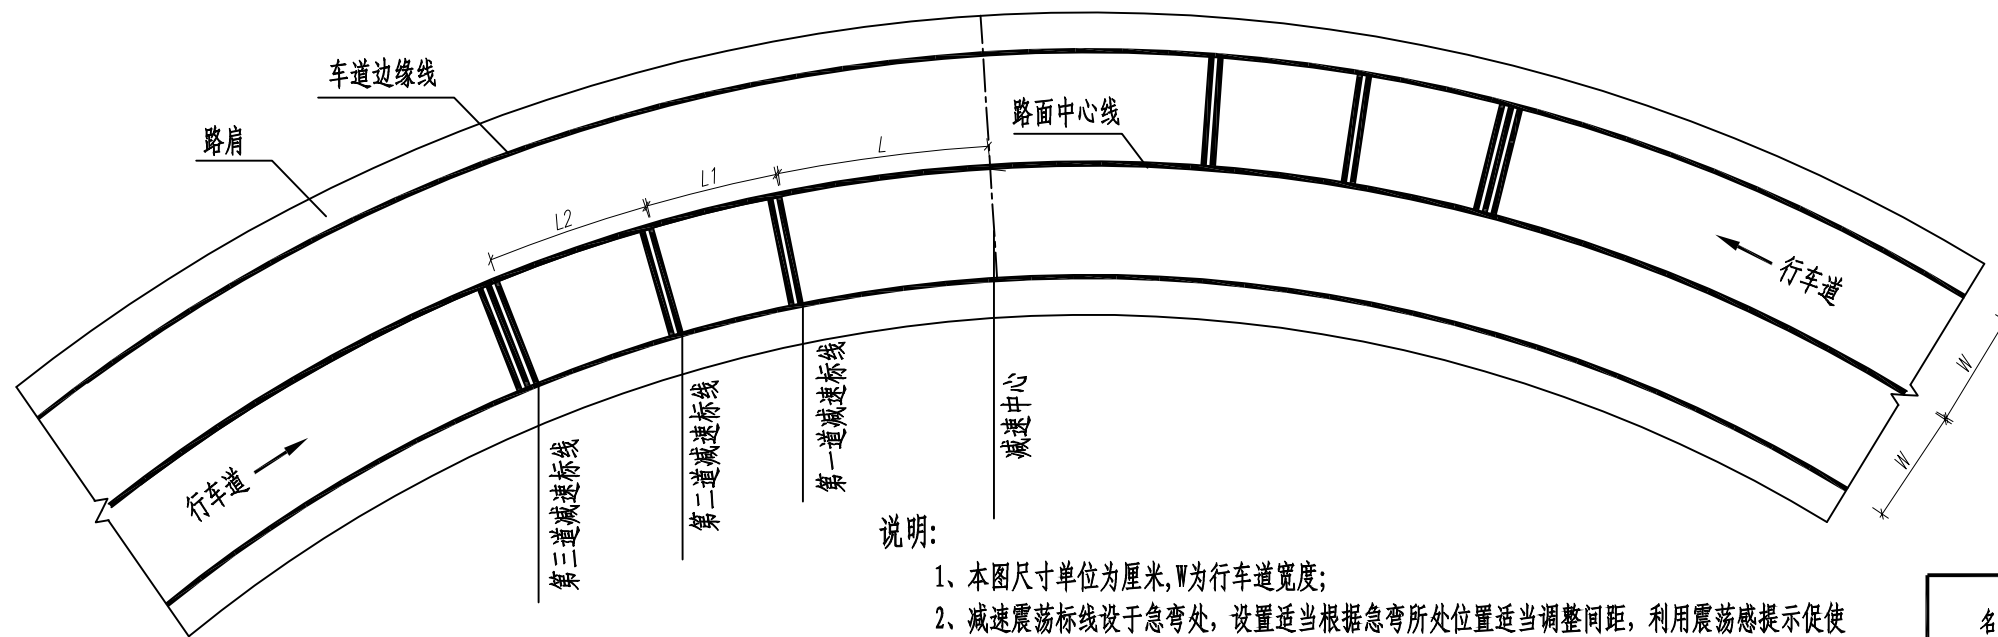 车道边缘线
路肩
路面中心线
L
L1
L2
行车道
行车道
W
W
第三道减速标线
第二道减速标线
第一道减速标线
减速中心
说明:
1、本图尺寸单位为厘米,W为行车道宽度;
2、减速震荡标线设于急弯处，设置适当根据急弯所处位置适当调整间距，利用震荡感提示促使
名